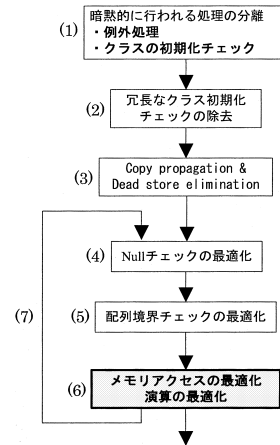 (1)
暗黙的に行われる処理の分離
・例外処理
・クラスの初期化チェック
(2)
冗長なクラス初期化
チェックの除去
(3)
Copy propagation &
Dead store elimination
(4)
Nullチェックの最適化
(7)
(5)
配列境界チェックの最適化
(6)
メモリアクセスの最適化
演算の最適化